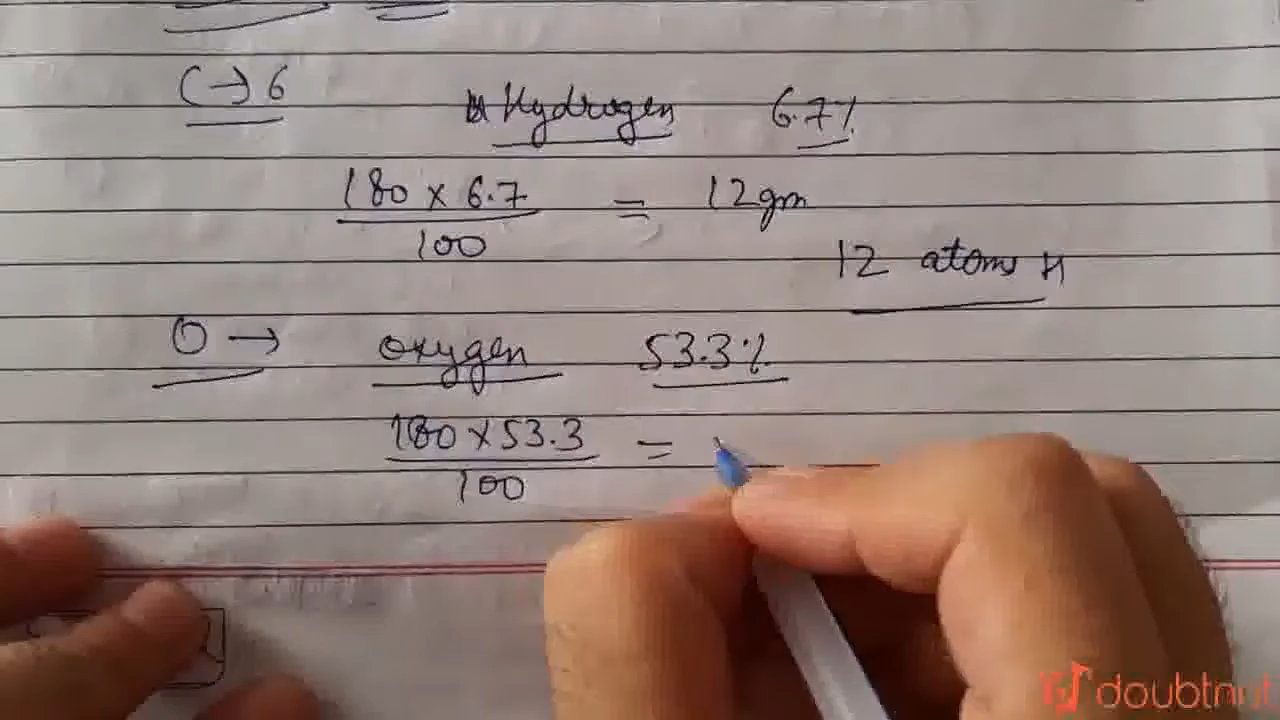 C → 6
Hydrogen 6.7%
180 × 6.7 = 12gm
100
12 atoms H
O → oxygen 53.3%
180 × 53.3 =
100
doubtnut